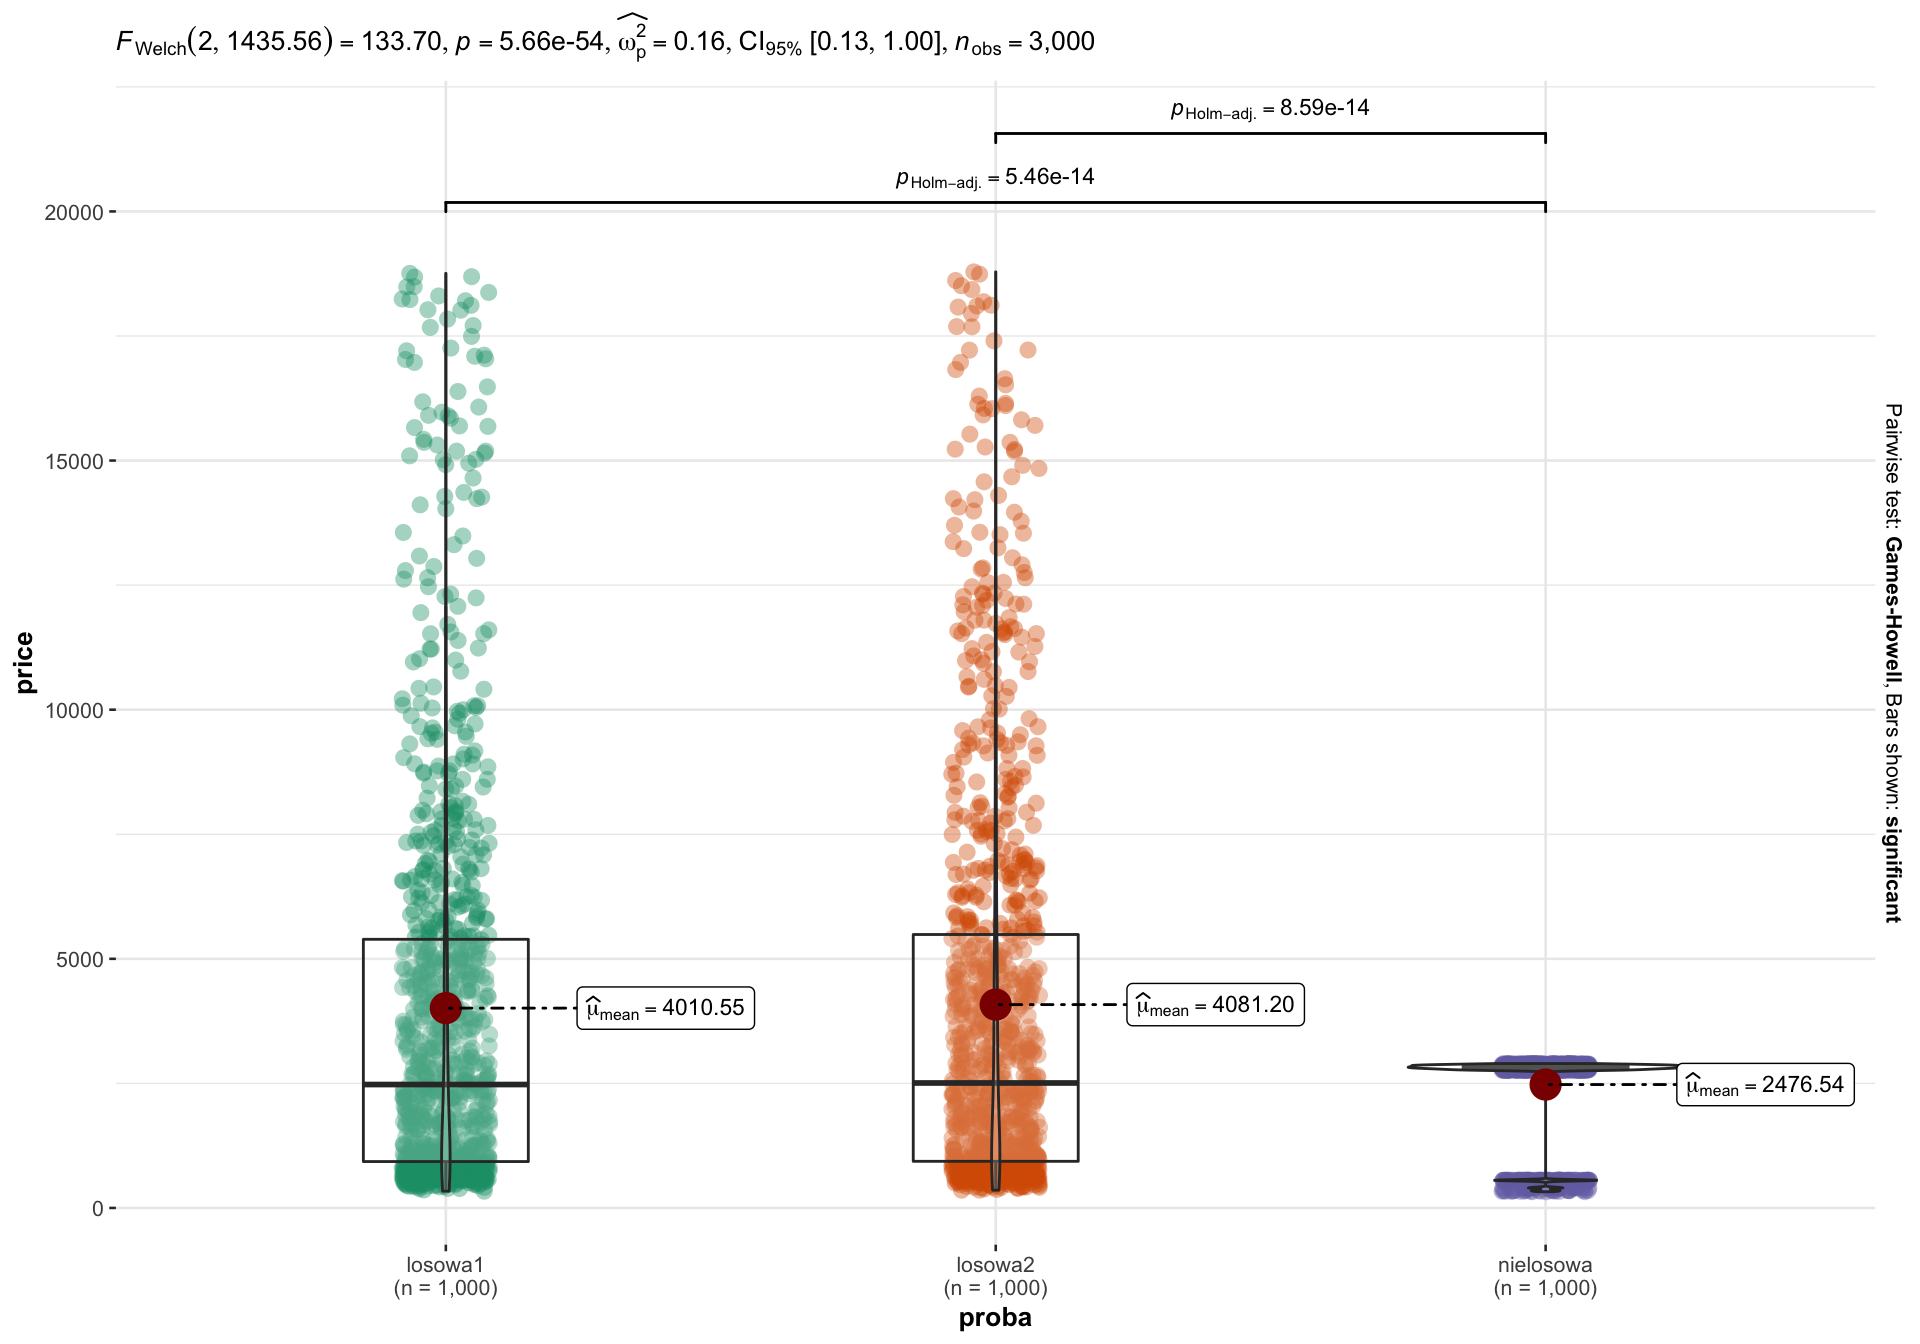 F Welch(2, 1435.56) = 133.70, p = 5.66e-54, ω̂²p = 0.16, CI95% [0.13, 1.00], nobs = 3,000
pHolm−adj. = 8.59e-14
pHolm−adj. = 5.46e-14
20000
15000
10000
5000
0
price
μ̂mean = 4010.55
μ̂mean = 4081.20
μ̂mean = 2476.54
Pairwise test: Games-Howell, Bars shown: significant
losowa1
(n = 1,000)
losowa2
(n = 1,000)
nielosowa
(n = 1,000)
proba